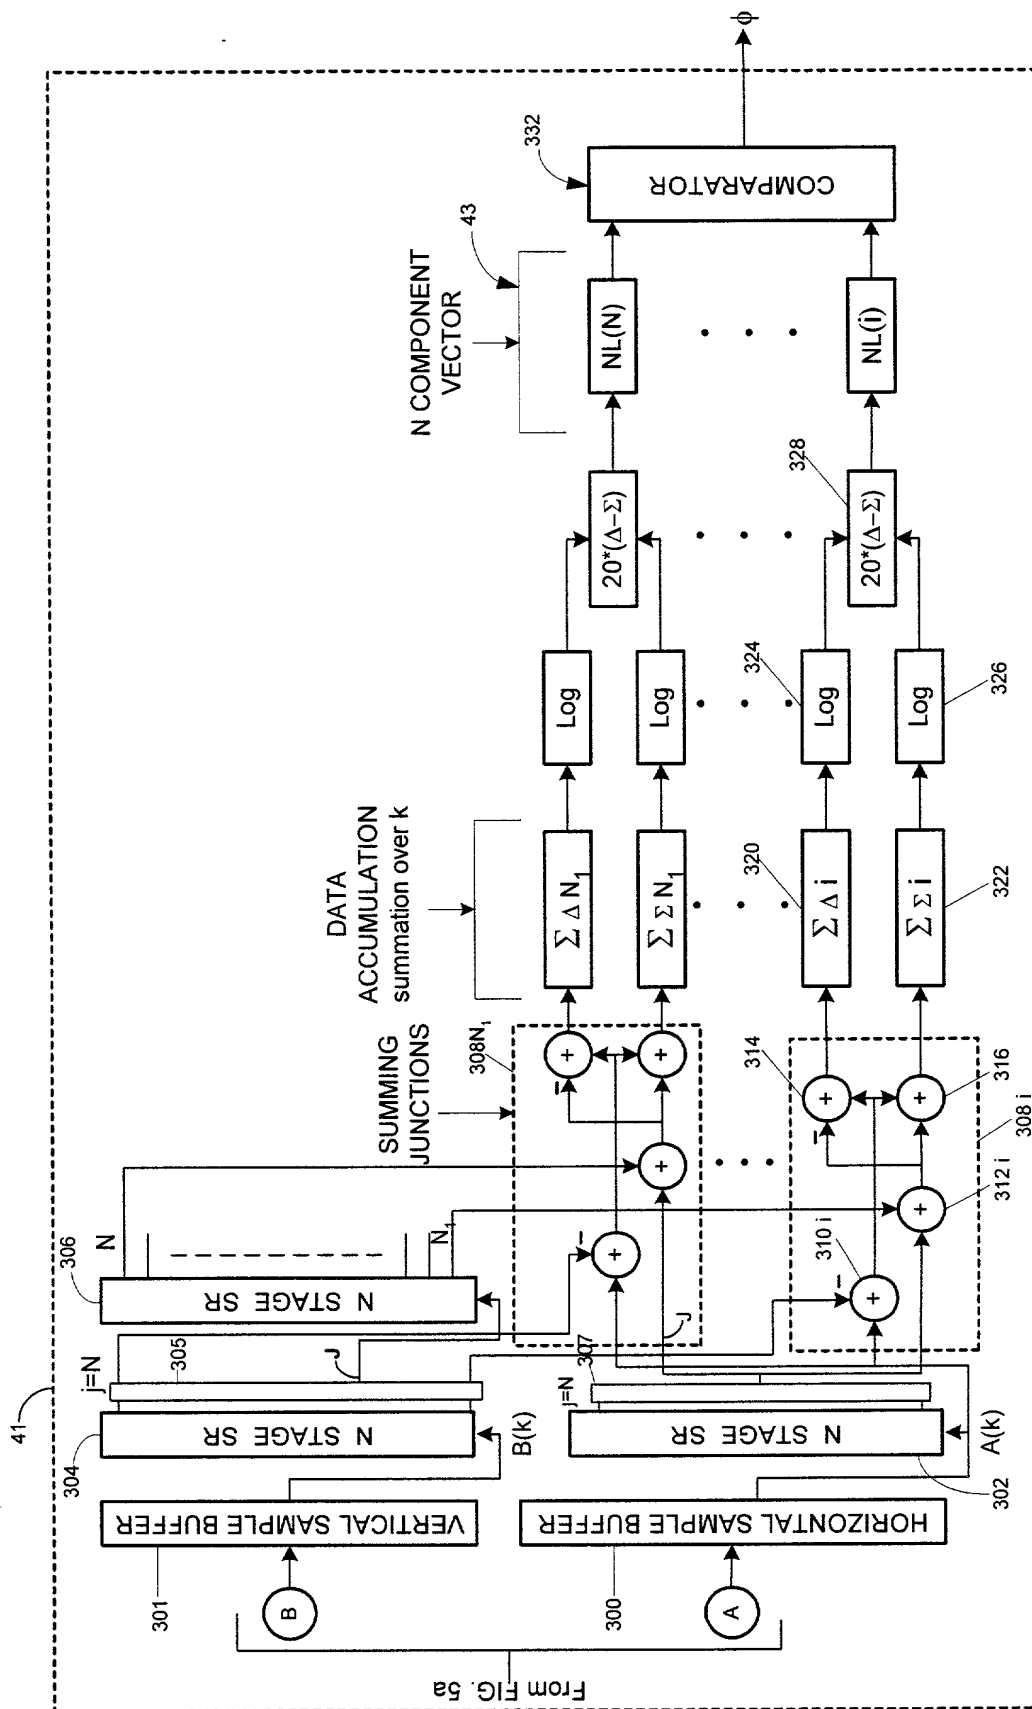 41
From FIG. 5a
B
A
301
VERTICAL SAMPLE BUFFER
300
HORIZONTAL SAMPLE BUFFER
304
N STAGE SR
B(k)
j=N
305
J
N STAGE SR
302
A(k)
j=N
307
306
N STAGE SR
N
N₁
J
SUMMING
JUNCTIONS
308N₁
+
−
+
+
−
+
310 i
+
−
312 i
+
314
+
−
316
+
308 i
DATA
ACCUMULATION
summation over k
Σ Δ N₁
Σ Σ N₁
320
Σ Δ i
322
Σ Σ i
Log
Log
324
Log
326
Log
20*(Δ−Σ)
328
20*(Δ−Σ)
N COMPONENT
VECTOR
43
NL(N)
NL(i)
332
COMPARATOR
ϕ